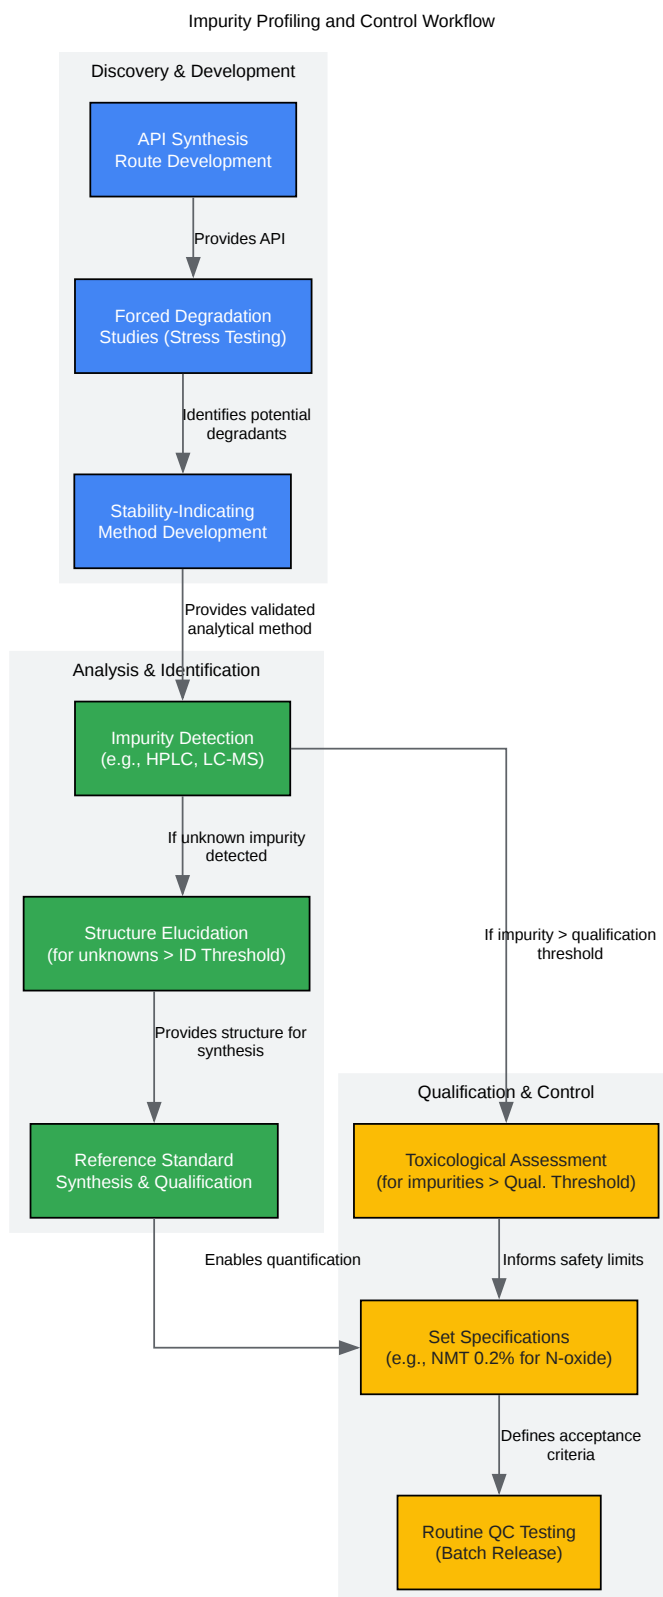 Impurity Profiling and Control Workflow
Discovery & Development
API Synthesis
Route Development
Provides API
Forced Degradation
Studies (Stress Testing)
Identifies potential
degradants
Stability-Indicating
Method Development
Provides validated
analytical method
Analysis & Identification
Impurity Detection
(e.g., HPLC, LC-MS)
If unknown impurity
detected
Structure Elucidation
(for unknowns > ID Threshold)
If impurity > qualification
threshold
Provides structure for
synthesis
Reference Standard
Synthesis & Qualification
Qualification & Control
Toxicological Assessment
(for impurities > Qual. Threshold)
Enables quantification
Informs safety limits
Set Specifications
(e.g., NMT 0.2% for N-oxide)
Defines acceptance
criteria
Routine QC Testing
(Batch Release)